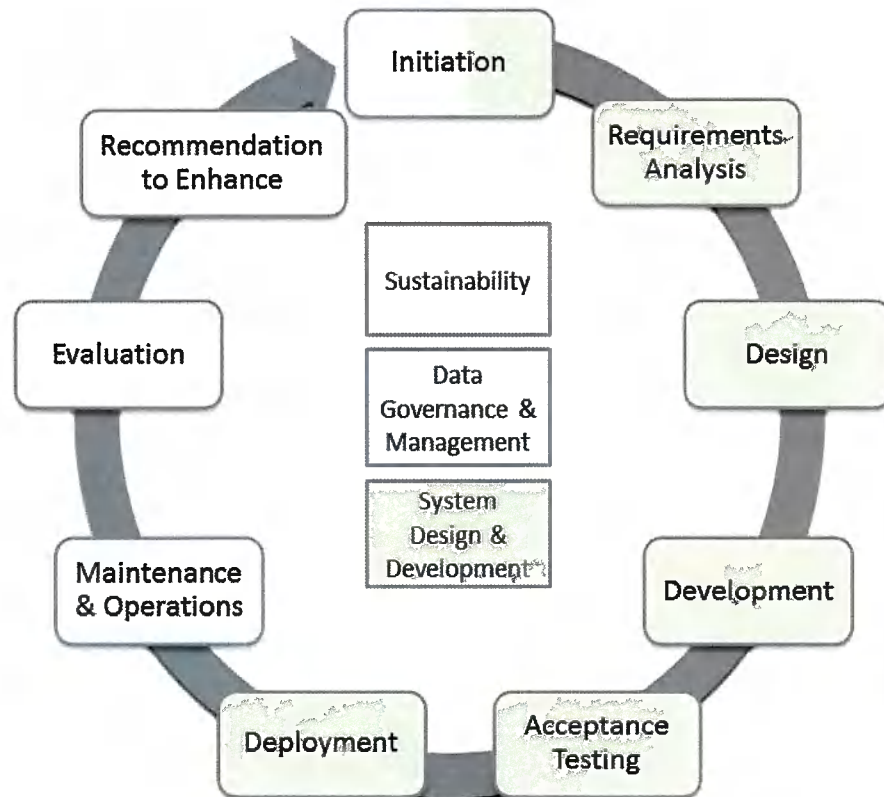 Initiation
Requirements
Analysis
Design
Development
Acceptance
Testing
Deployment
Maintenance
& Operations
Evaluation
Recommendation
to Enhance
Sustainability
Data
Governance &
Management
System
Design &
Development